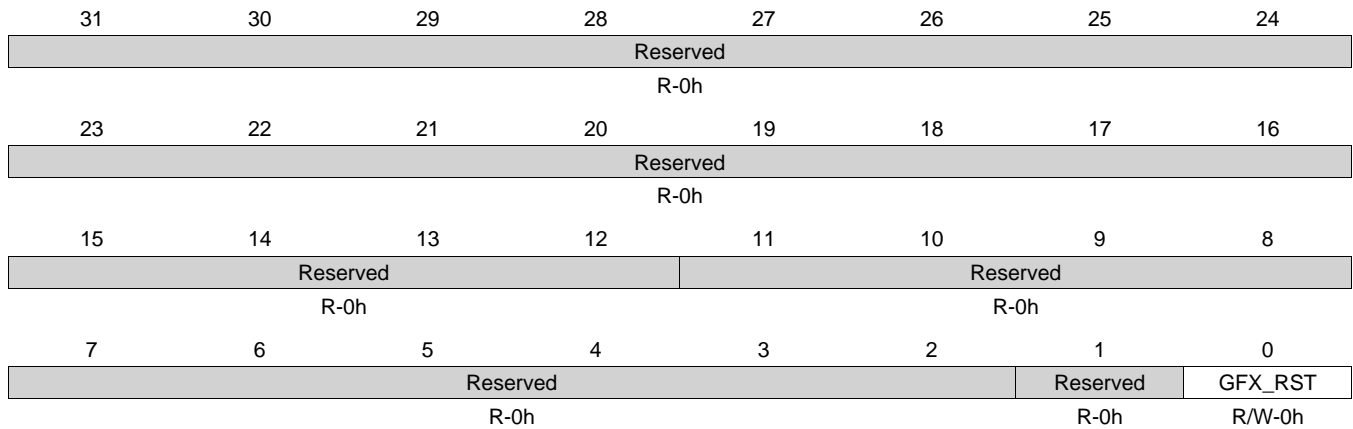 31 30 29 28 27 26 25 24
Reserved
R-0h
23 22 21 20 19 18 17 16
Reserved
R-0h
15 14 13 12 11 10 9 8
Reserved Reserved
R-0h R-0h
7 6 5 4 3 2 1 0
Reserved Reserved GFX_RST
R-0h R-0h R/W-0h